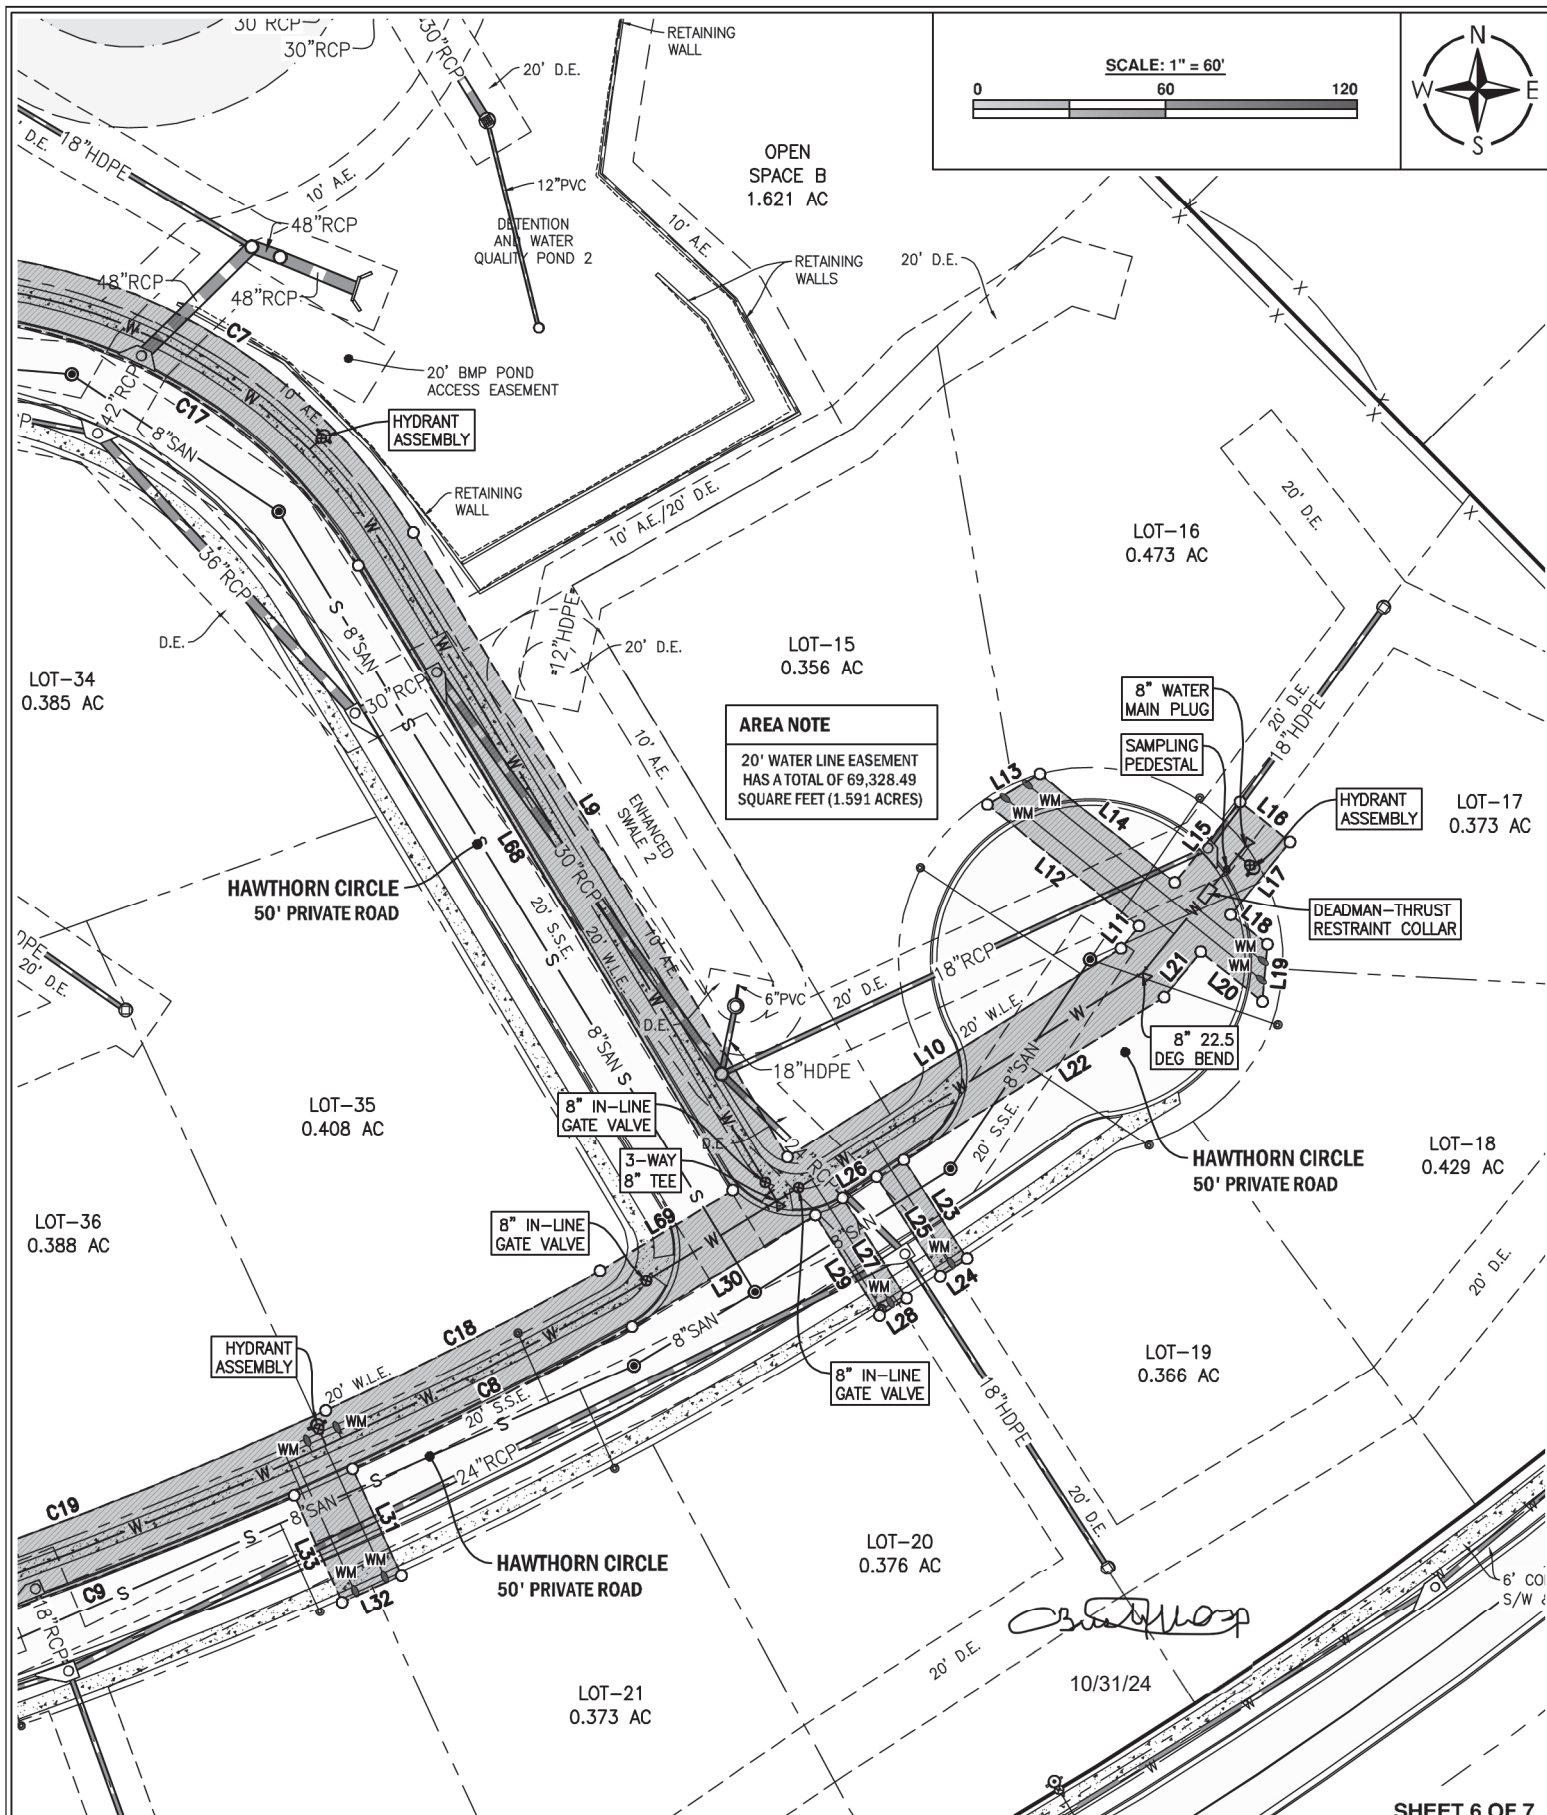 30"RCP
30"RCP
30"RCP
20' D.E.
RETAINING
WALL
SCALE: 1" = 60'
0 60 120
N
W E
S
' D.E.
18"HDPE
10' A.E.
12"PVC
OPEN
SPACE B
1.621 AC
DETENTION
AND WATER
QUALITY POND 2
48"RCP
48"RCP
48"RCP
10' A.E.
RETAINING
WALLS
20' D.E.
W
C7
20' BMP POND
ACCESS EASEMENT
X
X
X
X
X
X
X
42"RCP
C17
W
10' A.E.
HYDRANT
ASSEMBLY
P
8"SAN
RETAINING
WALL
W
10' A.E./20' D.E.
20' D.E.
LOT-16
0.473 AC
36"RCP
S
8"SAN
W
12"HDPE
20' D.E.
D.E.
LOT-15
0.356 AC
LOT-34
0.385 AC
30"RCP
S
8" WATER
MAIN PLUG
20' D.E.
18"HDPE
AREA NOTE
20' WATER LINE EASEMENT
HAS A TOTAL OF 69,328.49
SQUARE FEET (1.591 ACRES)
SAMPLING
PEDESTAL
10' A.E.
W
L13
WM
WM
L14
L16
HYDRANT
ASSEMBLY
LOT-17
0.373 AC
L9
ENHANCED
SWALE 2
L68
S
30"RCP
L15
L12
L17
HAWTHORN CIRCLE
50' PRIVATE ROAD
20' S.S.E.
W
L11
L18
DEADMAN-THRUST
RESTRAINT COLLAR
DPE
20' D.E.
20' W.L.E.
10' A.E.
S
W
18"RCP
20' D.E.
WM
WM
L21
L20
L19
6"PVC
D.E.
8"SAN
20' W.L.E.
W
8" 22.5
DEG BEND
L10
L22
8"SAN
S
18"HDPE
W
LOT-35
0.408 AC
8" IN-LINE
GATE VALVE
W
D.E.
24"RCP
W
20' S.S.E.
3-WAY
8" TEE
S
L26
HAWTHORN CIRCLE
50' PRIVATE ROAD
LOT-18
0.429 AC
LOT-36
0.388 AC
8" IN-LINE
GATE VALVE
L69
W
8"SAN
L25
L23
WM
L27
L24
L30
L29
WM
L28
20' D.E.
HYDRANT
ASSEMBLY
C18
W
8"SAN
8" IN-LINE
GATE VALVE
LOT-19
0.366 AC
20' W.L.E.
C8
W
20' S.S.E.
WM
WM
S
18"HDPE
W
24"RCP
S
8"SAN
C19
W
L31
20' D.E.
S
L33
WM
WM
HAWTHORN CIRCLE
50' PRIVATE ROAD
LOT-20
0.376 AC
W
W
6' CO
S/W &
C9
S
L32
18"RCP
20' D.E.
W
10/31/24
LOT-21
0.373 AC
W
W
SHEET 6 OF 7